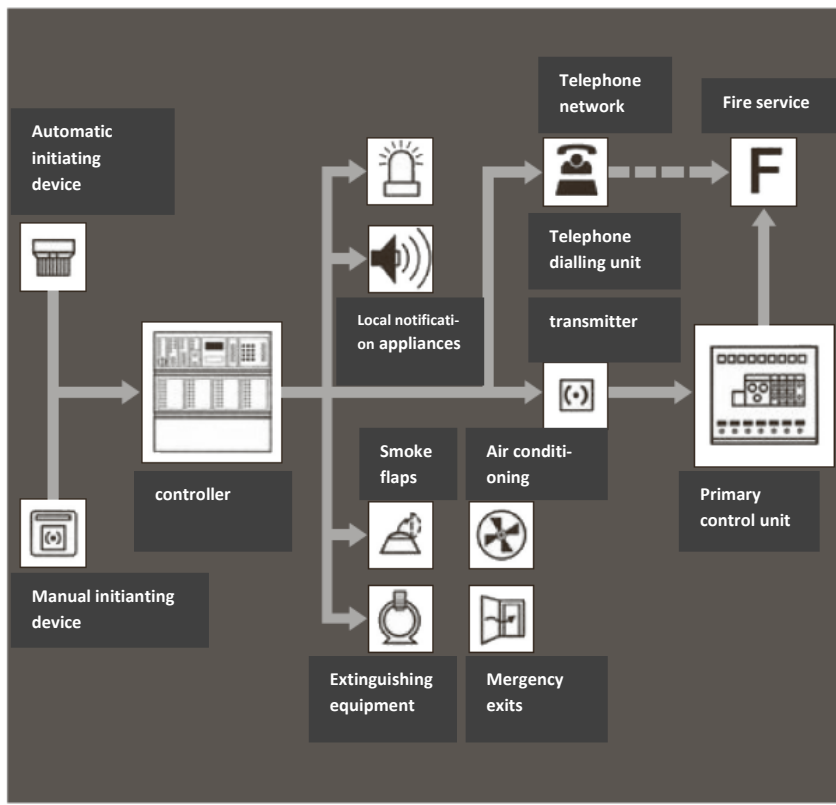 Telephone
network
Fire service
Automatic
initiating
device
F
Telephone
dialling unit
Local notificati-
on appliances
transmitter
Smoke
flaps
Air conditi-
oning
controller
Primary
control unit
Manual initianting
device
Extinguishing
equipment
Mergency
exits